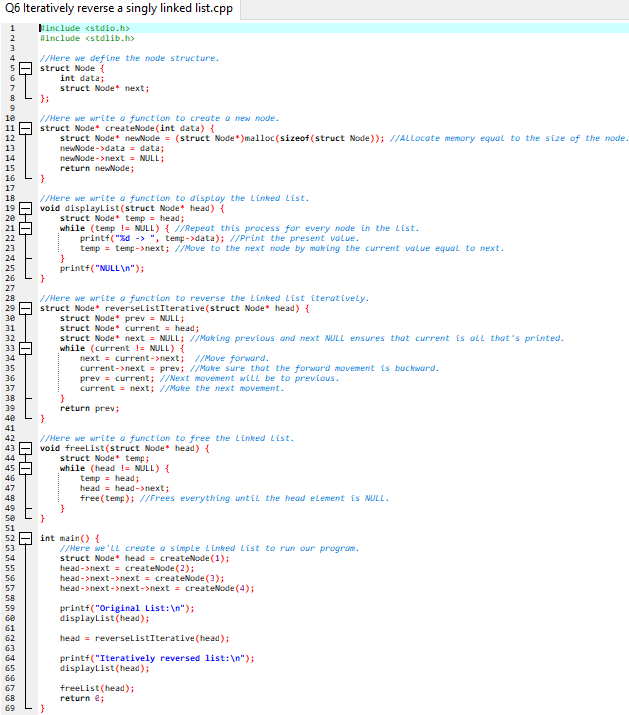 Q6 Iteratively reverse a singly linked list.cpp
1 #include <stdio.h>
2 #include <stdlib.h>
3
4 //Here we define the node structure.
5 struct Node {
6     int data;
7     struct Node* next;
8 };
9
10 //Here we write a function to create a new node.
11 struct Node* createNode(int data) {
12     struct Node* newNode = (struct Node*)malloc(sizeof(struct Node)); //Allocate memory equal to the size of the node.
13     newNode->data = data;
14     newNode->next = NULL;
15     return newNode;
16 }
17
18 //Here we write a function to display the linked list.
19 void displayList(struct Node* head) {
20     struct Node* temp = head;
21     while (temp != NULL) { //Repeat this process for every node in the list.
22         printf("%d -> ", temp->data); //Print the present value.
23         temp = temp->next; //Move to the next node by making the current value equal to next.
24     }
25     printf("NULL\n");
26 }
27
28 //Here we write a function to reverse the linked list iteratively.
29 struct Node* reverseListIterative(struct Node* head) {
30     struct Node* prev = NULL;
31     struct Node* current = head;
32     struct Node* next = NULL; //Making previous and next NULL ensures that current is all that's printed.
33     while (current != NULL) {
34         next = current->next;  //Move forward.
35         current->next = prev; //Make sure that the forward movement is backward.
36         prev = current; //Next movement will be to previous.
37         current = next; //Make the next movement.
38     }
39     return prev;
40 }
41
42 //Here we write a function to free the linked list.
43 void freeList(struct Node* head) {
44     struct Node* temp;
45     while (head != NULL) {
46         temp = head;
47         head = head->next;
48         free(temp); //Frees everything until the head element is NULL.
49     }
50 }
51
52 int main() {
53     //Here we'll create a simple linked list to run our program.
54     struct Node* head = createNode(1);
55     head->next = createNode(2);
56     head->next->next = createNode(3);
57     head->next->next->next = createNode(4);
58
59     printf("Original List:\n");
60     displayList(head);
61
62     head = reverseListIterative(head);
63
64     printf("Iteratively reversed list:\n");
65     displayList(head);
66
67     freeList(head);
68     return 0;
69 }